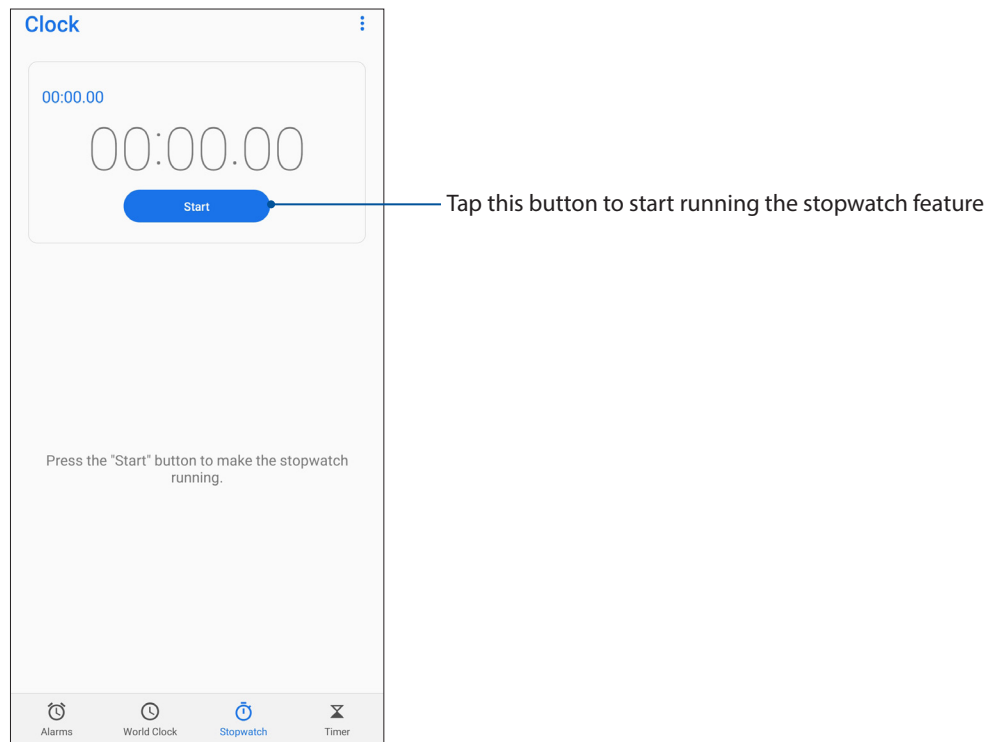 Clock
00:00.00
00:00.00
Start
Tap this button to start running the stopwatch feature
Press the "Start" button to make the stopwatch
running.
Alarms World Clock Stopwatch Timer